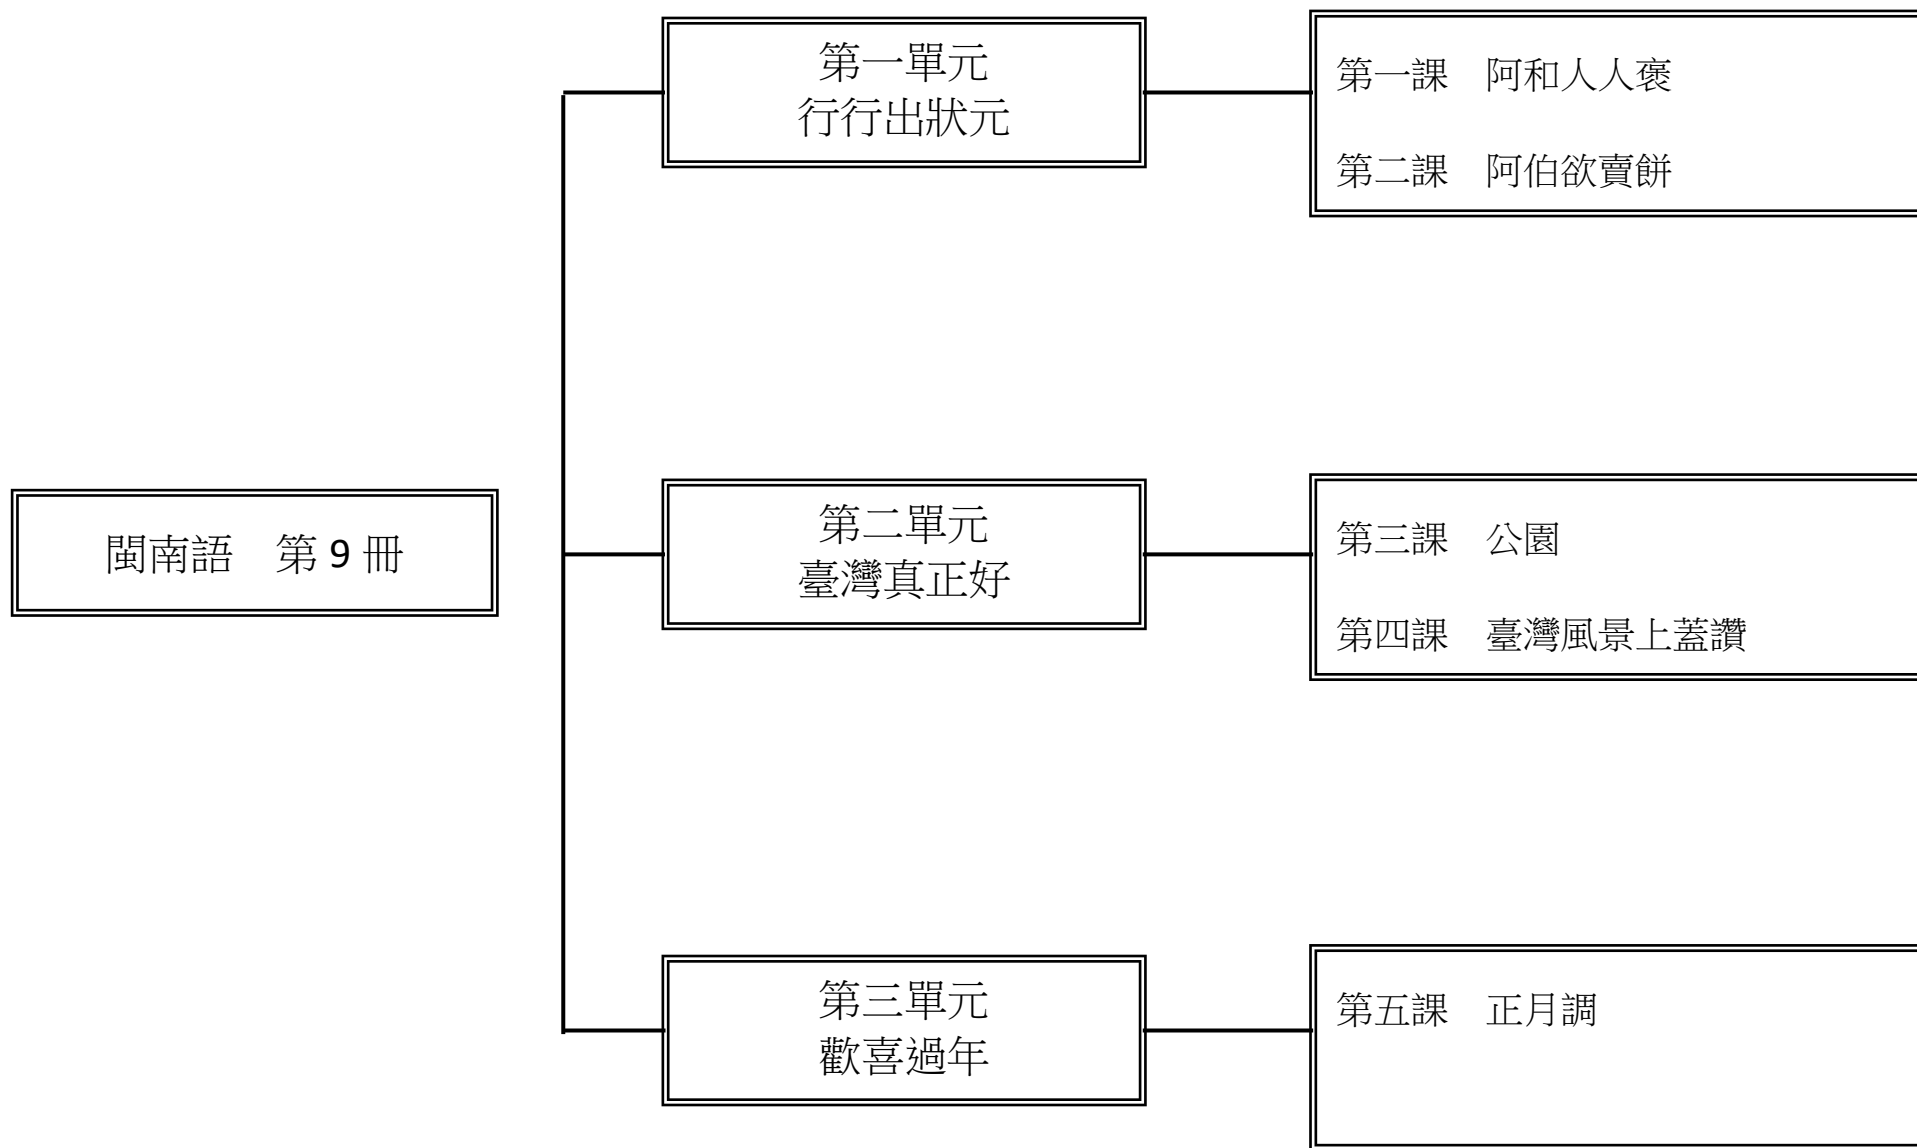 閩南語　第 9 冊
第一單元
行行出狀元
第一課　阿和人人褒
第二課　阿伯欲賣餅
第二單元
臺灣真正好
第三課　公園
第四課　臺灣風景上蓋讚
第三單元
歡喜過年
第五課　正月調